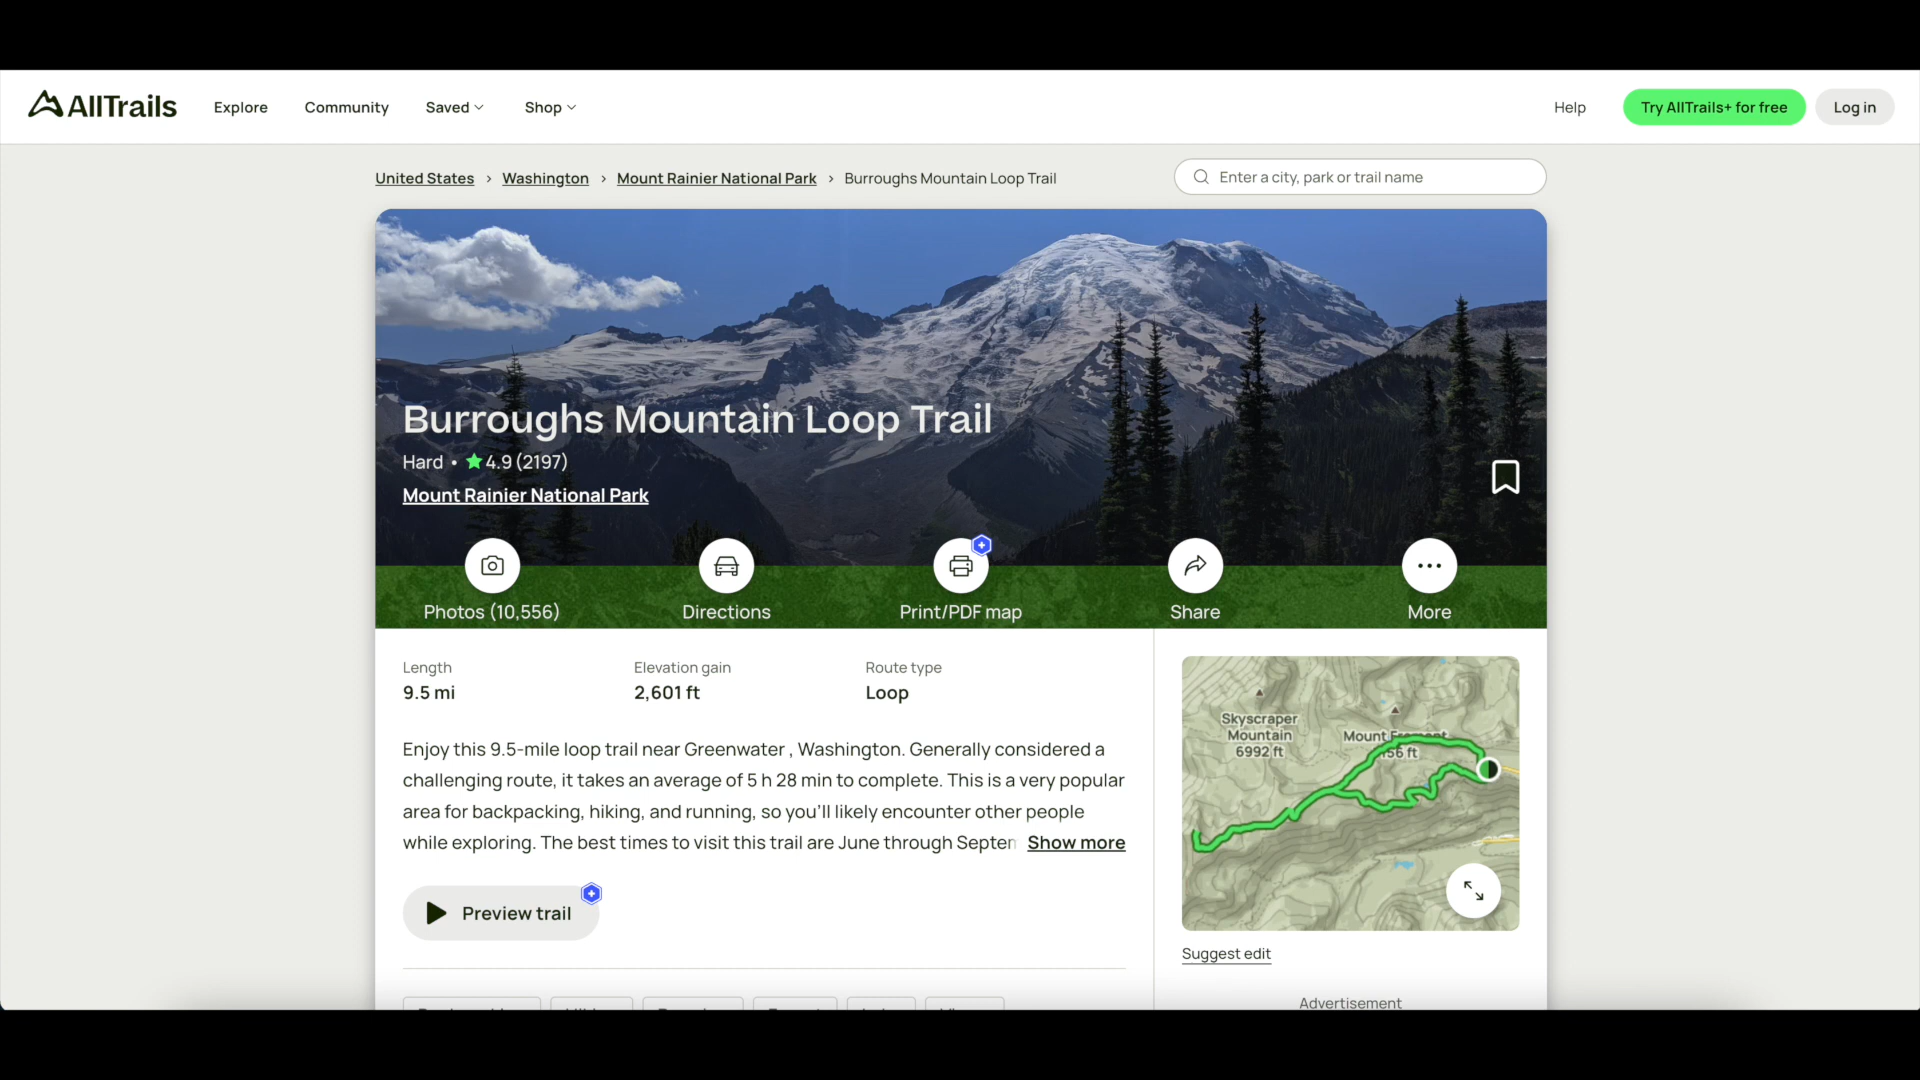 AllTrails
Explore
Community
Saved
Shop
Help
Try AllTrails+ for free
Log in
United States > Washington > Mount Rainier National Park > Burroughs Mountain Loop Trail
Enter a city, park or trail name
Burroughs Mountain Loop Trail
Hard • 4.9 (2197)
Mount Rainier National Park
Photos (10,556)
Directions
Print/PDF map
Share
More
Length
9.5 mi
Elevation gain
2,601 ft
Route type
Loop
Enjoy this 9.5-mile loop trail near Greenwater , Washington. Generally considered a
challenging route, it takes an average of 5 h 28 min to complete. This is a very popular
area for backpacking, hiking, and running, so you'll likely encounter other people
while exploring. The best times to visit this trail are June through Septem Show more
Preview trail
Skyscraper
Mountain
6992 ft
Mount
56 ft
Suggest edit
Advertisement